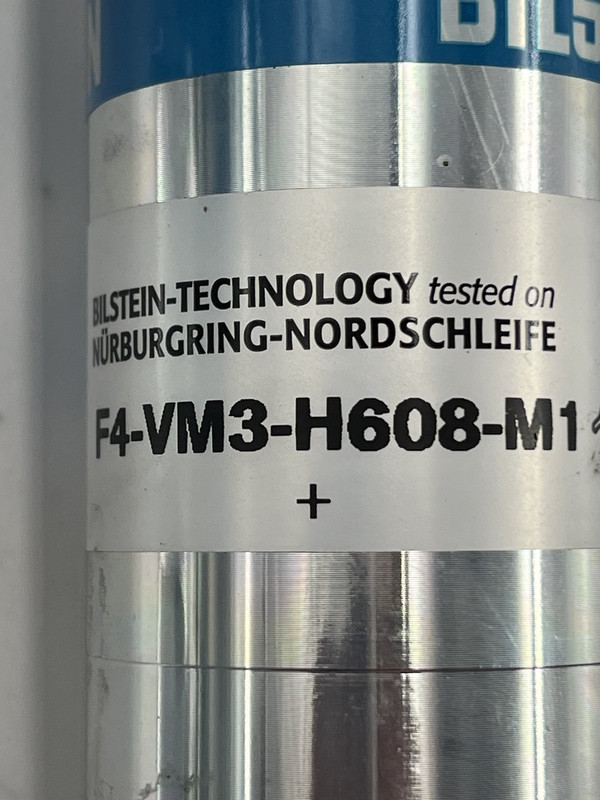 BILSTEIN-TECHNOLOGY tested on
NÜRBURGRING-NORDSCHLEIFE
F4-VM3-H608-M1
+